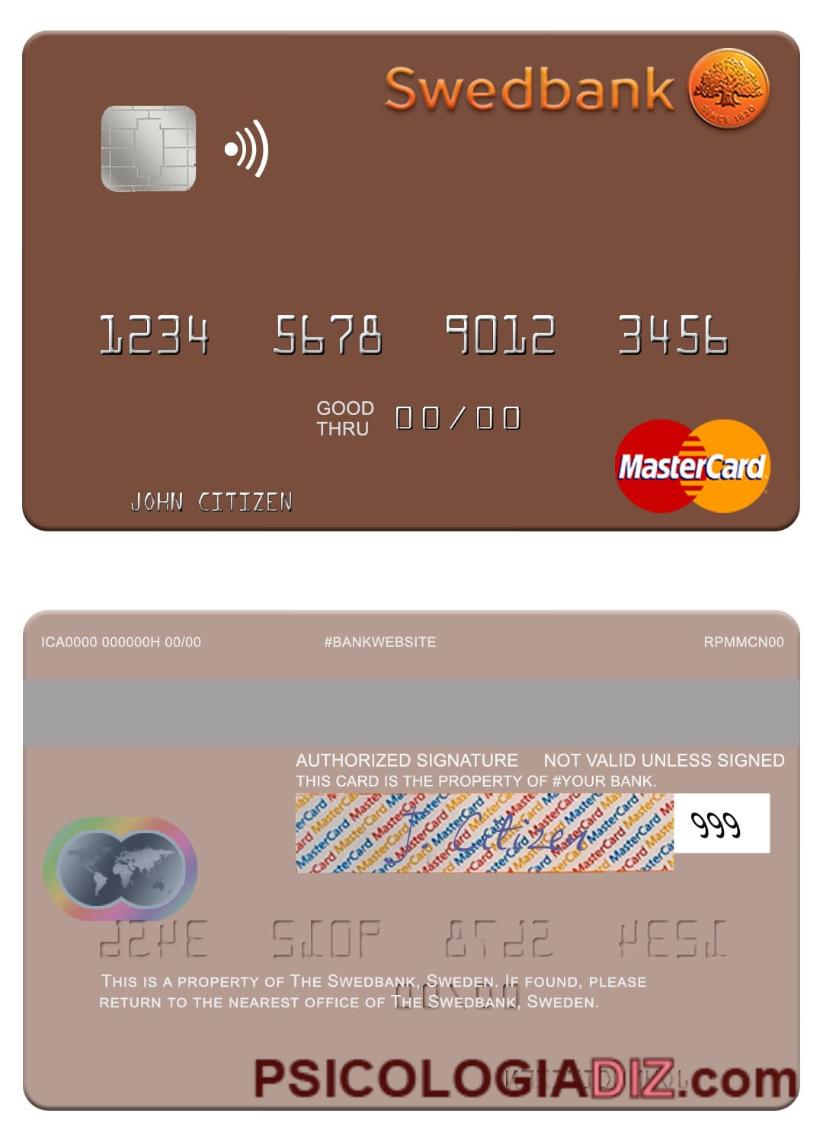 Swedbank
SINCE 1820
1234 5678 9012 3456
GOOD THRU 00/00
MasterCard
JOHN CITIZEN
ICA0000 000000H 00/00 #BANKWEBSITE RPMMCN00
AUTHORIZED SIGNATURE NOT VALID UNLESS SIGNED
THIS CARD IS THE PROPERTY OF #YOUR BANK.
J. Citizen 999
THIS IS A PROPERTY OF THE SWEDBANK, SWEDEN. IF FOUND, PLEASE
RETURN TO THE NEAREST OFFICE OF THE SWEDBANK, SWEDEN.
PSICOLOGIADIZ.com